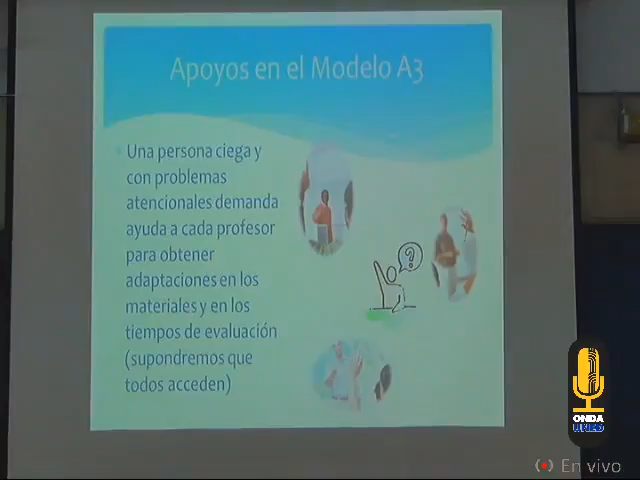 Apoyos en el Modelo A3
Una persona ciega y
con problemas
atencionales demanda
ayuda a cada profesor
para obtener
adaptaciones en los
materiales y en los
tiempos de evaluación
(supondremos que
todos acceden)
?
ONDA
UNED
En vivo